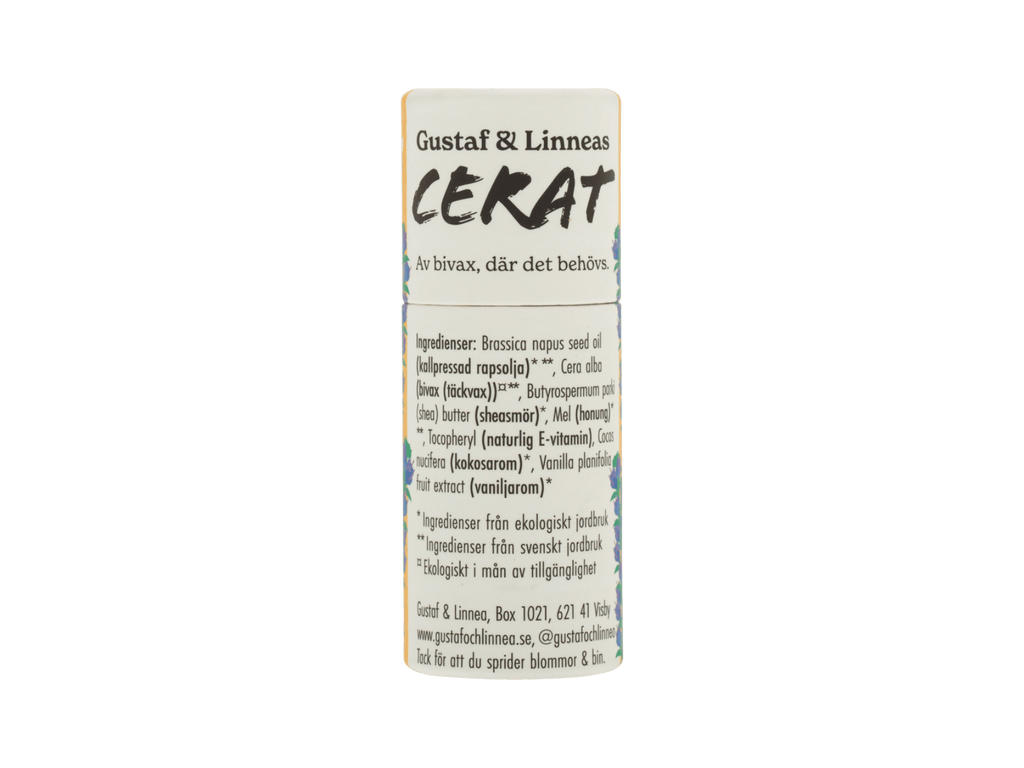 Gustaf & Linneas
CERAT
Av bivax, där det behövs.
Ingredienser: Brassica napus seed oil
(kallpressad rapsolja)* **, Cera alba
(bivax (täckvax))¤**, Butyrospermum parkii
(shea) butter (sheasmör)*, Mel (honung)*
**, Tocopheryl (naturlig E-vitamin), Cocos
nucifera (kokosarom)*, Vanilla planifolia
fruit extract (vaniljarom)*
*Ingredienser från ekologiskt jordbruk
**Ingredienser från svenskt jordbruk
¤Ekologiskt i mån av tillgänglighet
Gustaf & Linnea, Box 1021, 621 41 Visby
www.gustafochlinnea.se, @gustafochlinnea
Tack för att du sprider blommor & bin.